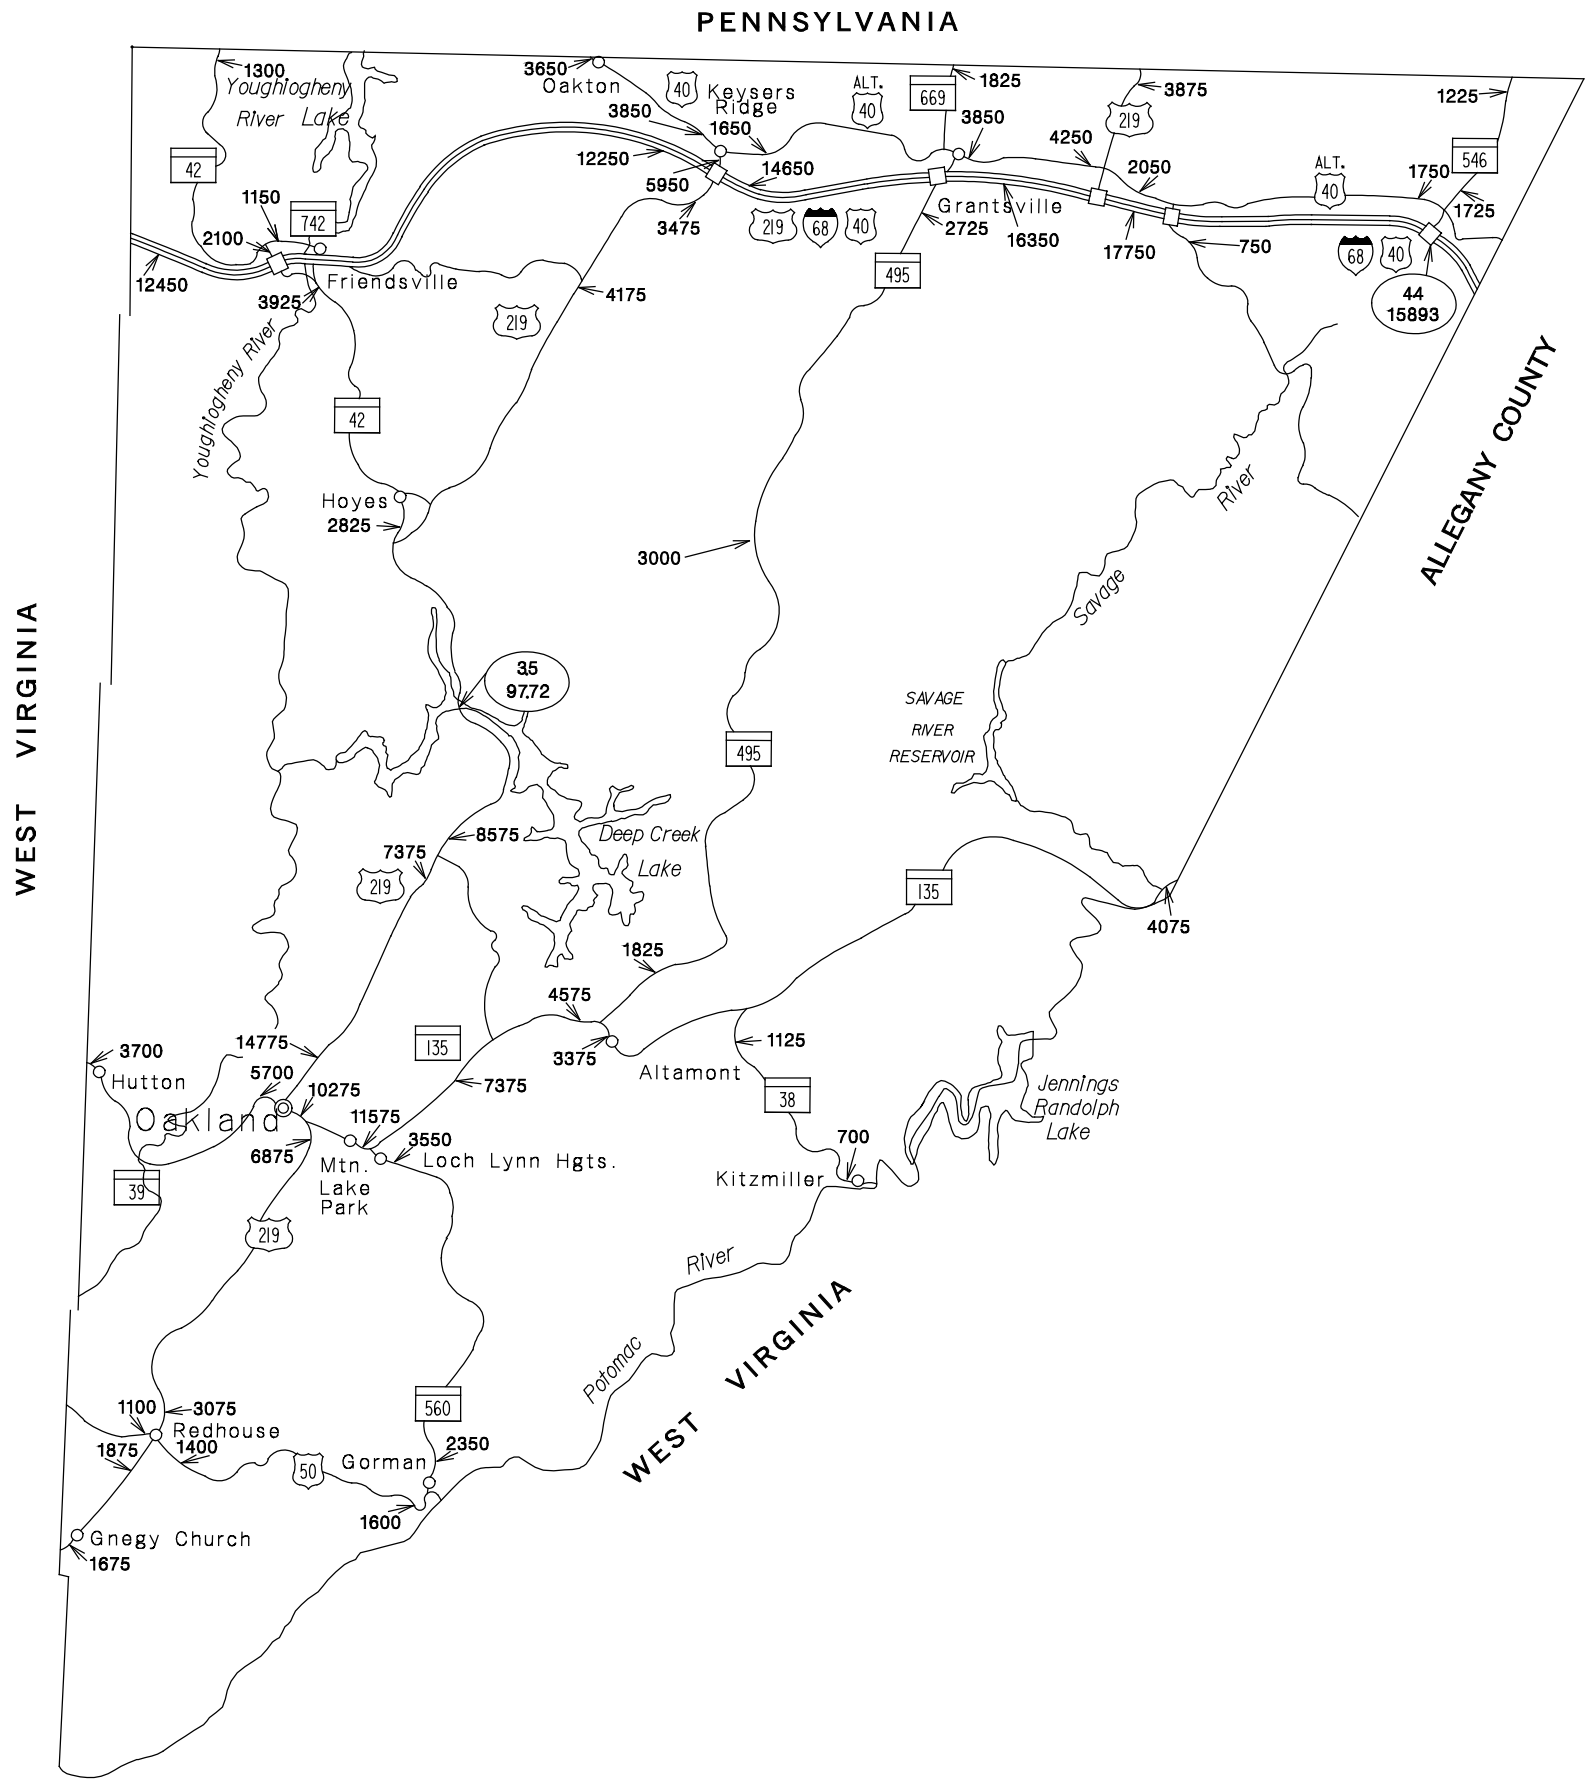 PENNSYLVANIA
1300
Youghiogheny
River Lake
3650
Oakton
40
Keysers
Ridge
ALT.
40
669
1825
3875
219
1225
546
3850
1650
3850
4250
2050
ALT.
40
1750
1725
42
12250
5950
14650
1150
742
2100
3475
219
68
40
Grantsville
2725
16350
17750
750
68
40
12450
3925
Friendsville
495
4175
219
44
15893
Youghiogheny River
42
ALLEGANY COUNTY
Hoyes
2825
River
3000
Savage
WEST VIRGINIA
35
9772
SAVAGE
RIVER
RESERVOIR
495
8575
Deep Creek
Lake
7375
219
135
4075
1825
4575
14775
135
3375
1125
Altamont
3700
Hutton
5700
10275
7375
38
Jennings
Randolph
Lake
Oakland
11575
3550
700
6875
Mtn.
Lake
Park
Loch Lynn Hgts.
Kitzmiller
39
219
River
WEST VIRGINIA
Potomac
560
1100
3075
Redhouse
1875
1400
50
Gorman
2350
1600
Gnegy Church
1675